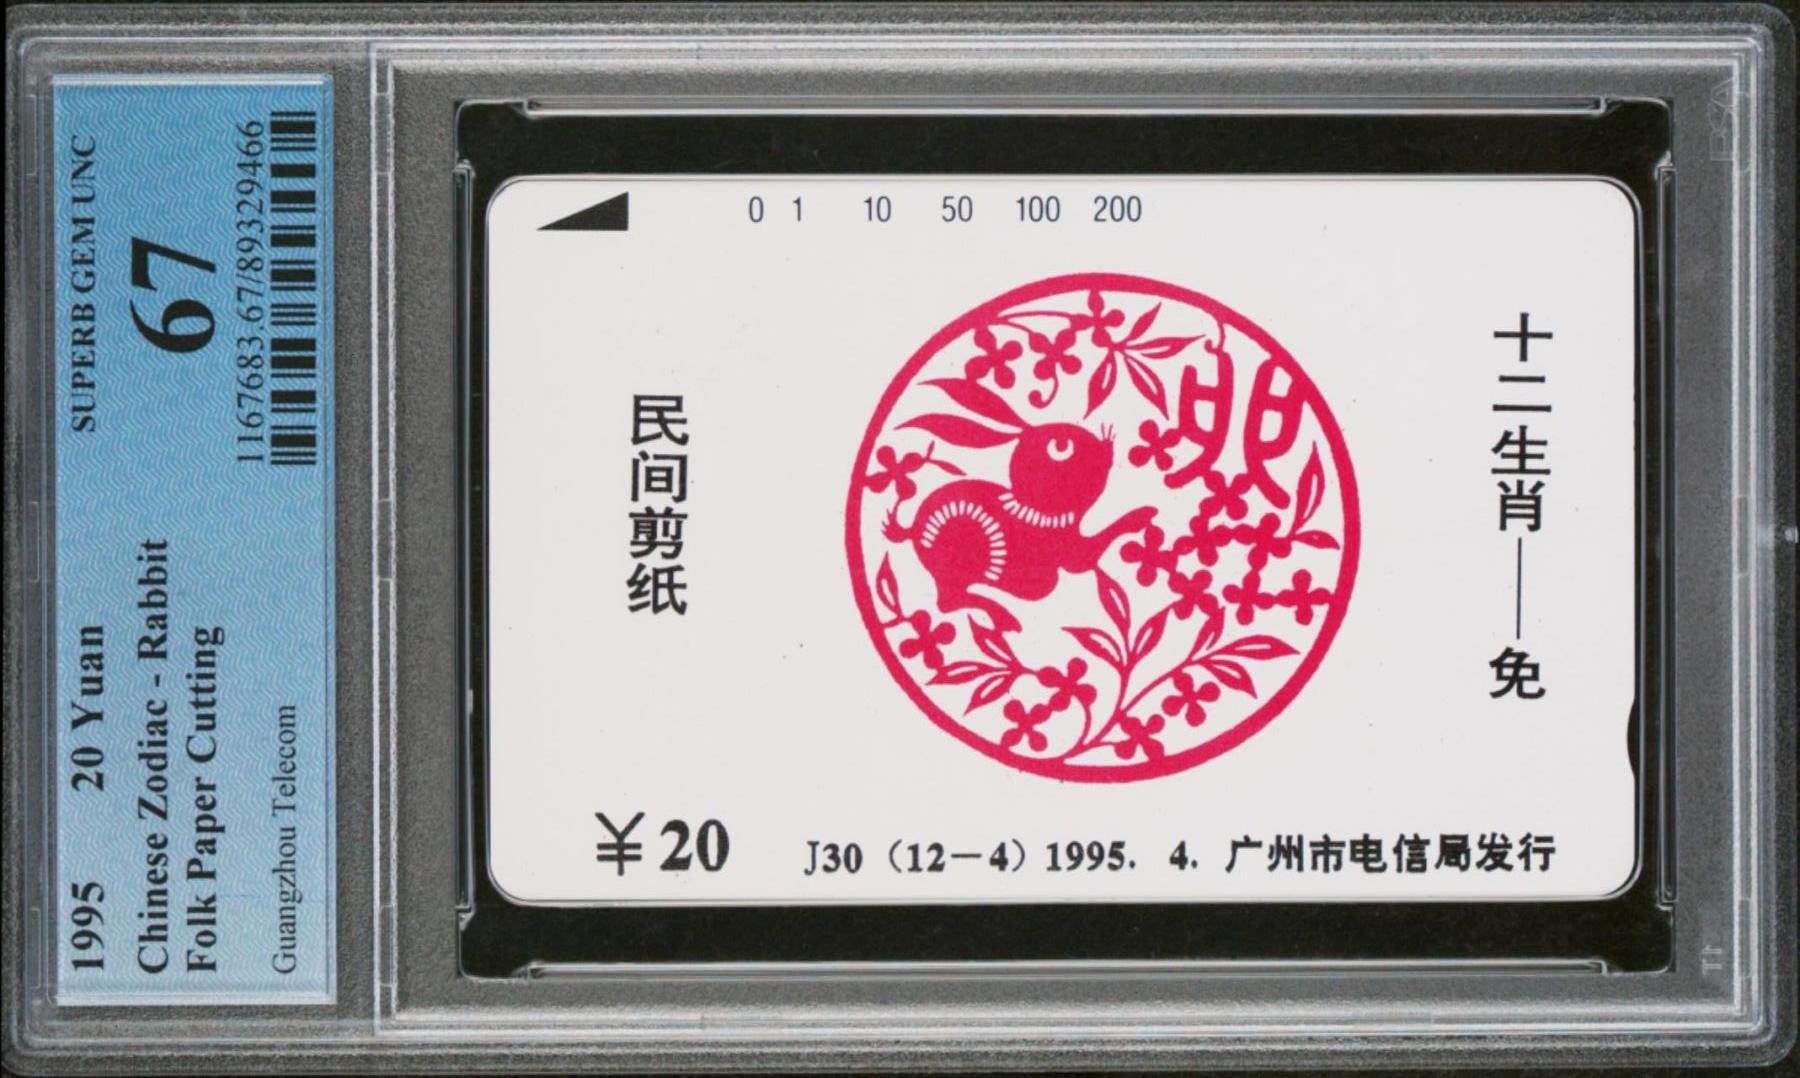 1995 20 Yuan SUPERB GEM UNC
Chinese Zodiac - Rabbit 67
Folk Paper Cutting
1167683.67/89329466
Guangzhou Telecom
0 1 10 50 100 200
民间剪纸
卯
十二生肖——免
¥20
J30（12—4）1995. 4. 广州市电信局发行